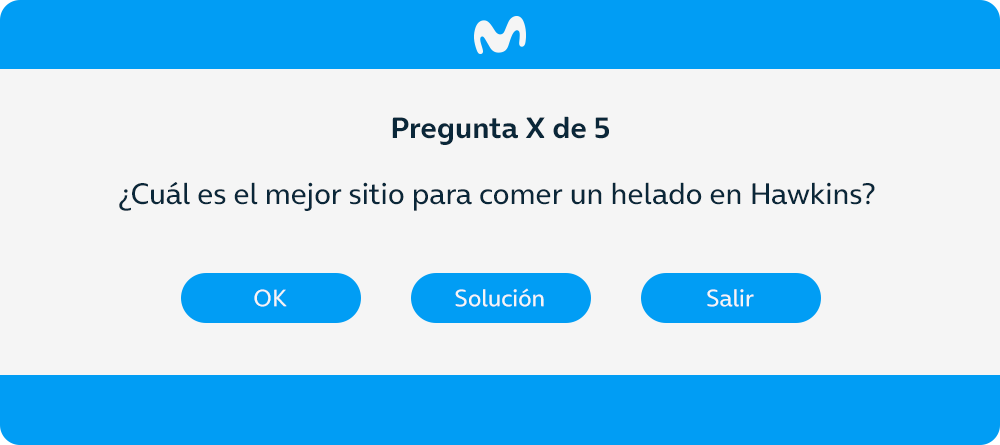 Pregunta X de 5
¿Cuál es el mejor sitio para comer un helado en Hawkins?
OK
Solución
Salir